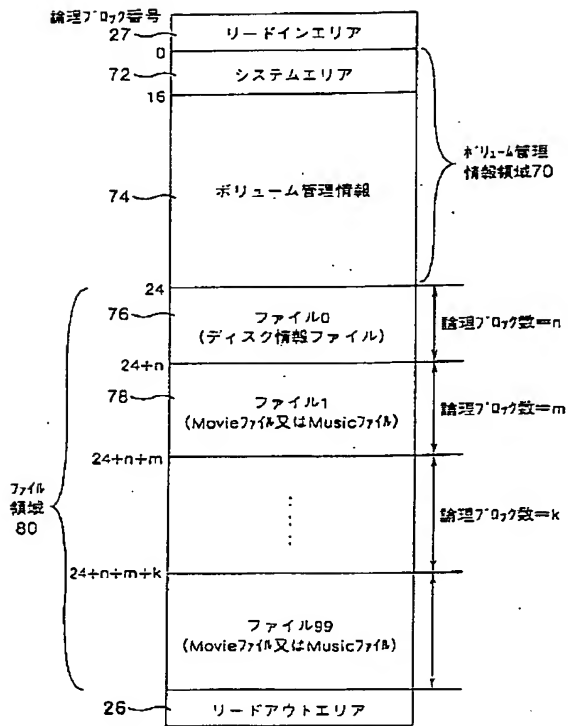 論理ブロック番号
27
リードインエリア
0
72
システムエリア
16
74
ボリューム管理情報
ボリューム管理
情報領域70
24
76
ファイル0
(ディスク情報ファイル)
論理ブロック数=n
24+n
78
ファイル1
(Movieファイル又はMusicファイル)
論理ブロック数=m
24+n+m
ファイル
領域
80
論理ブロック数=k
24+n+m+k
ファイル99
(Movieファイル又はMusicファイル)
26
リードアウトエリア